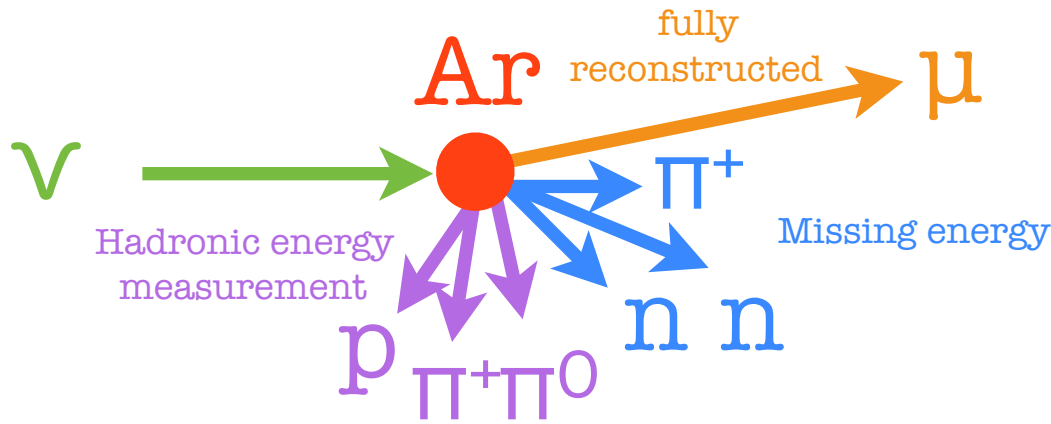 fully
reconstructed
Ar
μ
ν
π⁺
Missing energy
Hadronic energy
measurement
n n
p
π⁺π⁰